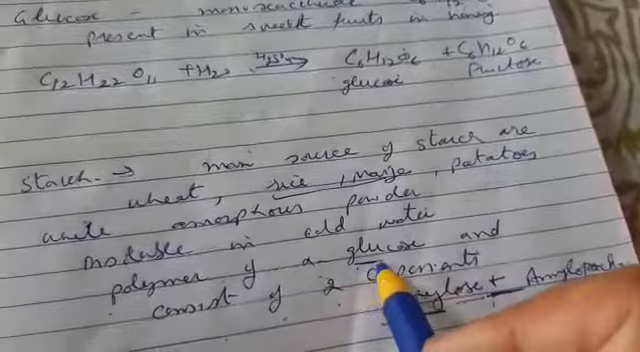 Glucose - monosaccharide
present in sweet fruits in honey
C12H22O11 + H2O H2SO4 → C6H12O6 + C6H12O6
glucose fructose
Starch → main source of starch are
wheat, rice, maize, potatoes
white amorphous powder
insoluble in cold water
polymer of a-glucose and
consist of 2 components
+ Amylopectin